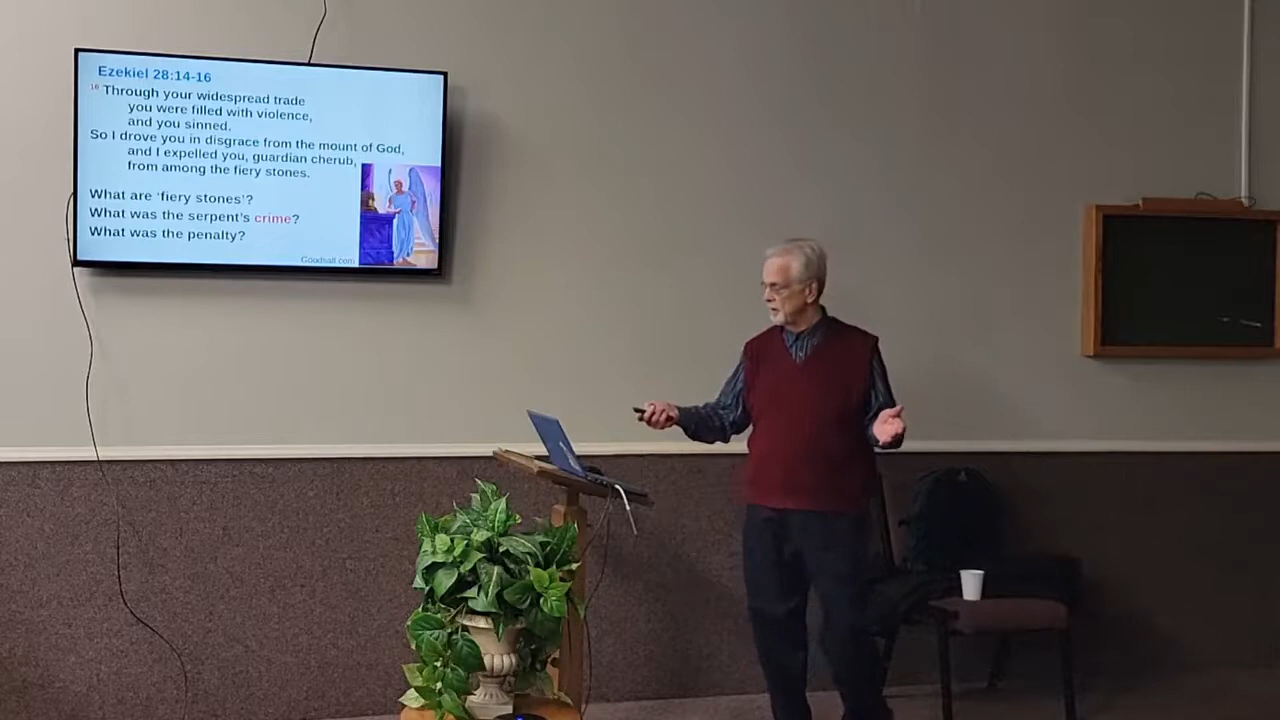 Ezekiel 28:14-16
16 Through your widespread trade
you were filled with violence,
and you sinned.
So I drove you in disgrace from the mount of God,
and I expelled you, guardian cherub,
from among the fiery stones.
What are ‘fiery stones’?
What was the serpent’s crime?
What was the penalty?
Goodsalt.com